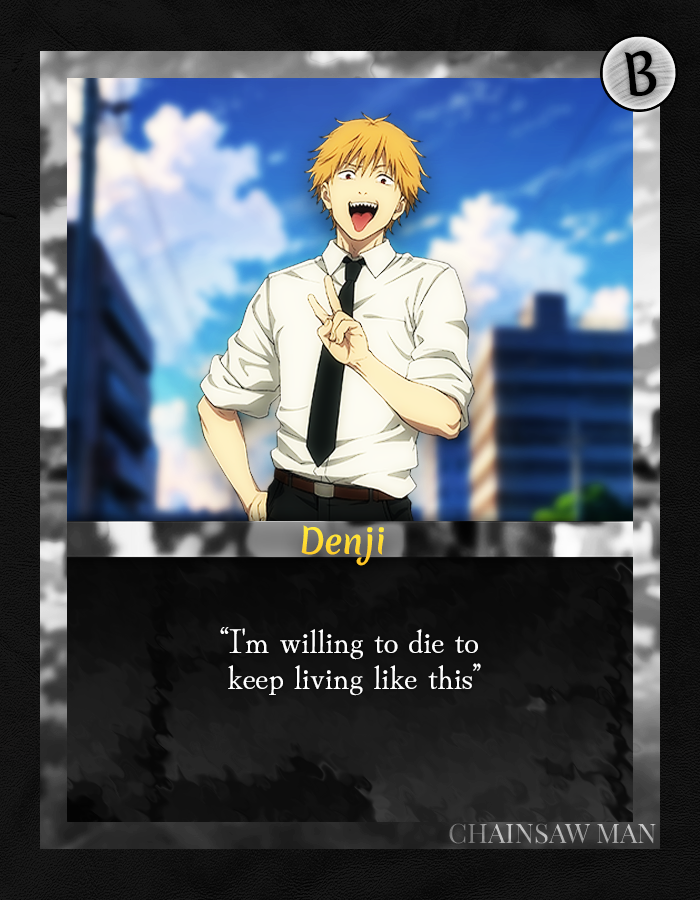 B
Denji
“I'm willing to die to
keep living like this”
CHAINSAW MAN